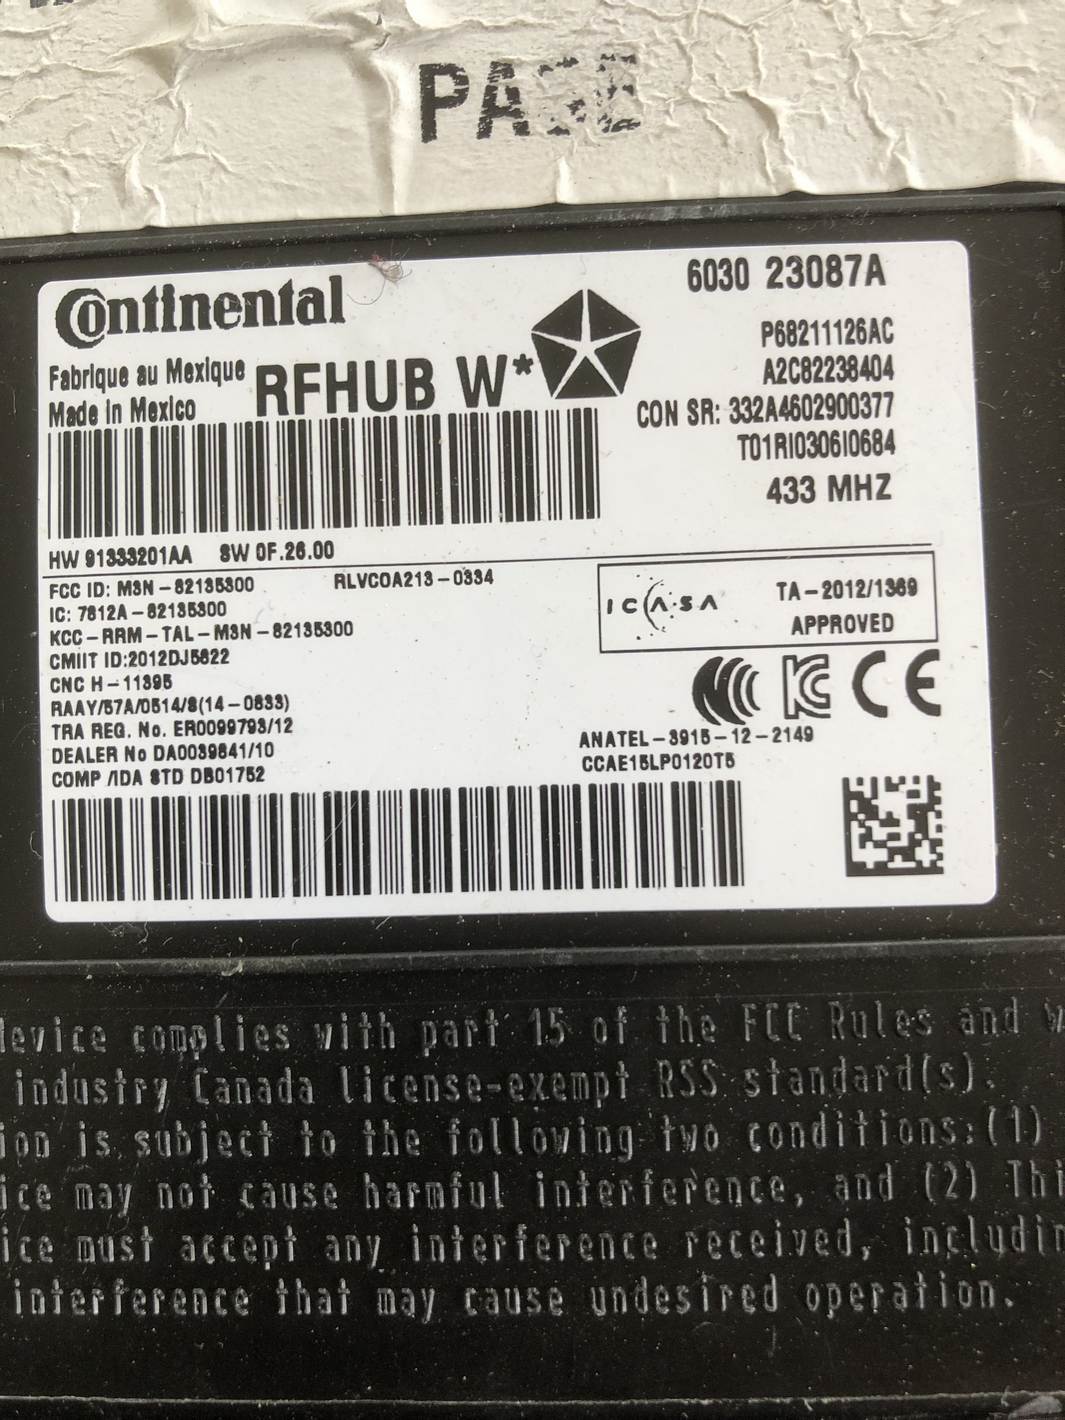 PAGE
Continental
6030 23087A
Fabrique au Mexique
Made in Mexico
RFHUB W*
P68211126AC
A2C82238404
CON SR: 332A4602900377
T01RI0306I0684
433 MHZ
HW 91333201AA SW 0F.26.00
FCC ID: M3N-82135300 RLVCOA213-0334
IC: 7812A-82135300
KCC-RRM-TAL-M3N-82135300
CMIIT ID:2012DJ5622
CNC H-11395
RAAY/57A/0514/8(14-0633)
TRA REG. No. ER0099793/12
DEALER No DA0039841/10
COMP /IDA STD DB01752
ICASA
TA-2012/1369
APPROVED
CE
ANATEL-3915-12-2149
CCAE15LP0120T5
device complies with part 15 of the FCC Rules and w
industry Canada license-exempt RSS standard(s).
ion is subject to the following two conditions:(1)
ice may not cause harmful interference, and (2) Thi
ice must accept any interference received, includin
interference that may cause undesired operation.